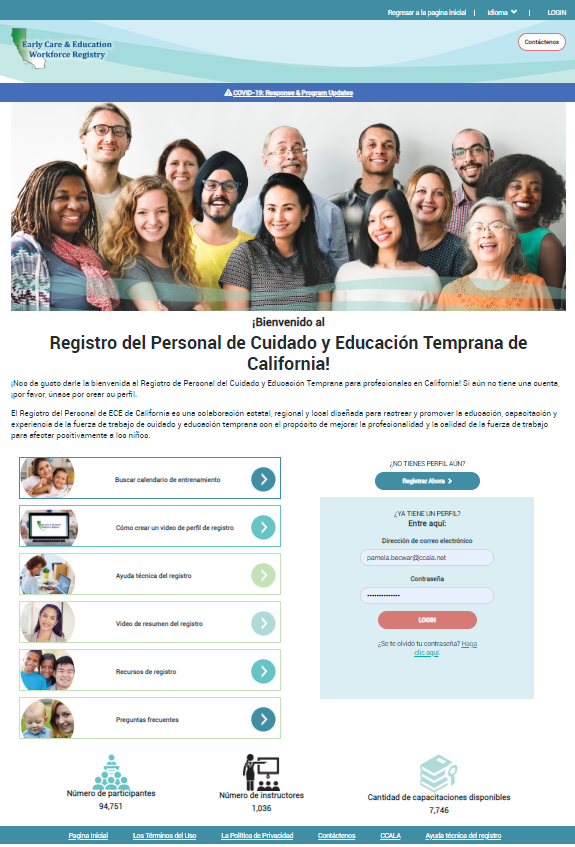 Regresar a la pagina inicial | Idioma | LOGIN
Early Care & Education
Workforce Registry
Contáctenos
COVID-19: Response & Program Updates
¡Bienvenido al
Registro del Personal de Cuidado y Educación Temprana de
California!
¡Nos da gusto darle la bienvenida al Registro de Personal del Cuidado y Educación Temprana para profesionales en California! Si aún no tiene una cuenta,
¡por favor, únase por crear su perfil.
El Registro del Personal de ECE de California es una colaboración estatal, regional y local diseñada para rastrear y promover la educación, capacitación y
experiencia de la fuerza de trabajo de cuidado y educación temprana con el propósito de mejorar la profesionalidad y la calidad de la fuerza de trabajo
para afectar positivamente a los niños.
Buscar calendario de entrenamiento
Cómo crear un video de perfil de registro
Ayuda técnica del registro
Video de resumen del registro
Recursos de registro
Preguntas frecuentes
¿NO TIENES PERFIL AÚN?
Registrar Ahora
¿YA TIENE UN PERFIL?
Entre aquí:
Dirección de correo electrónico
pamela.becwar@ccala.net
Contraseña
••••••••••••••
LOGIN
¿Se te olvidó tu contraseña? Haga
clic aquí.
Número de participantes
94,751
Número de instructores
1,036
Cantidad de capacitaciones disponibles
7,746
Pagina Inicial Los Términos del Uso La Política de Privacidad Contáctenos CCALA Ayuda técnica del registro